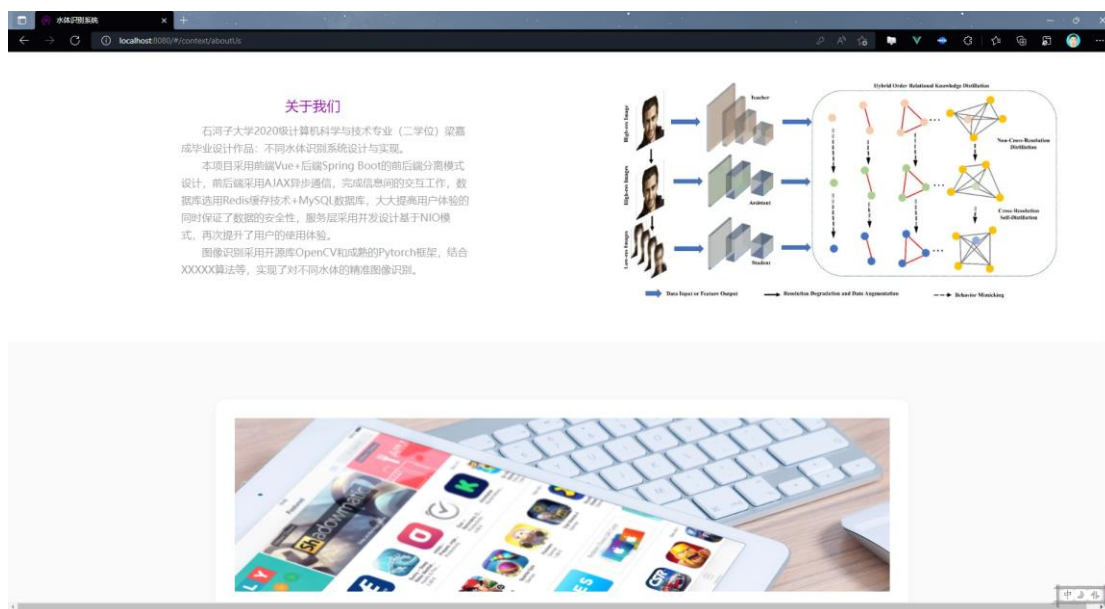 水体识别系统
localhost:8080/#/context/aboutUs
关于我们
石河子大学2020级计算机科学与技术专业（二学位）梁嘉
成毕业设计作品：不同水体识别系统设计与实现。
本项目采用前端Vue+后端Spring Boot的前后端分离模式
设计，前后端采用AJAX异步通信，完成信息间的交互工作，数
据库选用Redis缓存技术+MySQL数据库，大大提高用户体验的
同时保证了数据的安全性，服务层采用并发设计基于NIO模
式，再次提升了用户的使用体验。
图像识别采用开源库OpenCV和成熟的Pytorch框架，结合
XXXXX算法等，实现了对不同水体的精准图像识别。
Hybrid Order Relational Knowledge Distillation
High-res Image
Teacher
Non-Cross-Resolution
Distillation
High-res Images
Assistant
Cross-Resolution
Self-Distillation
Low-res Images
Student
Data Input or Feature Output
Resolution Degradation and Data Augmentation
Behavior Mimicking
shadowmatic
CSR
中